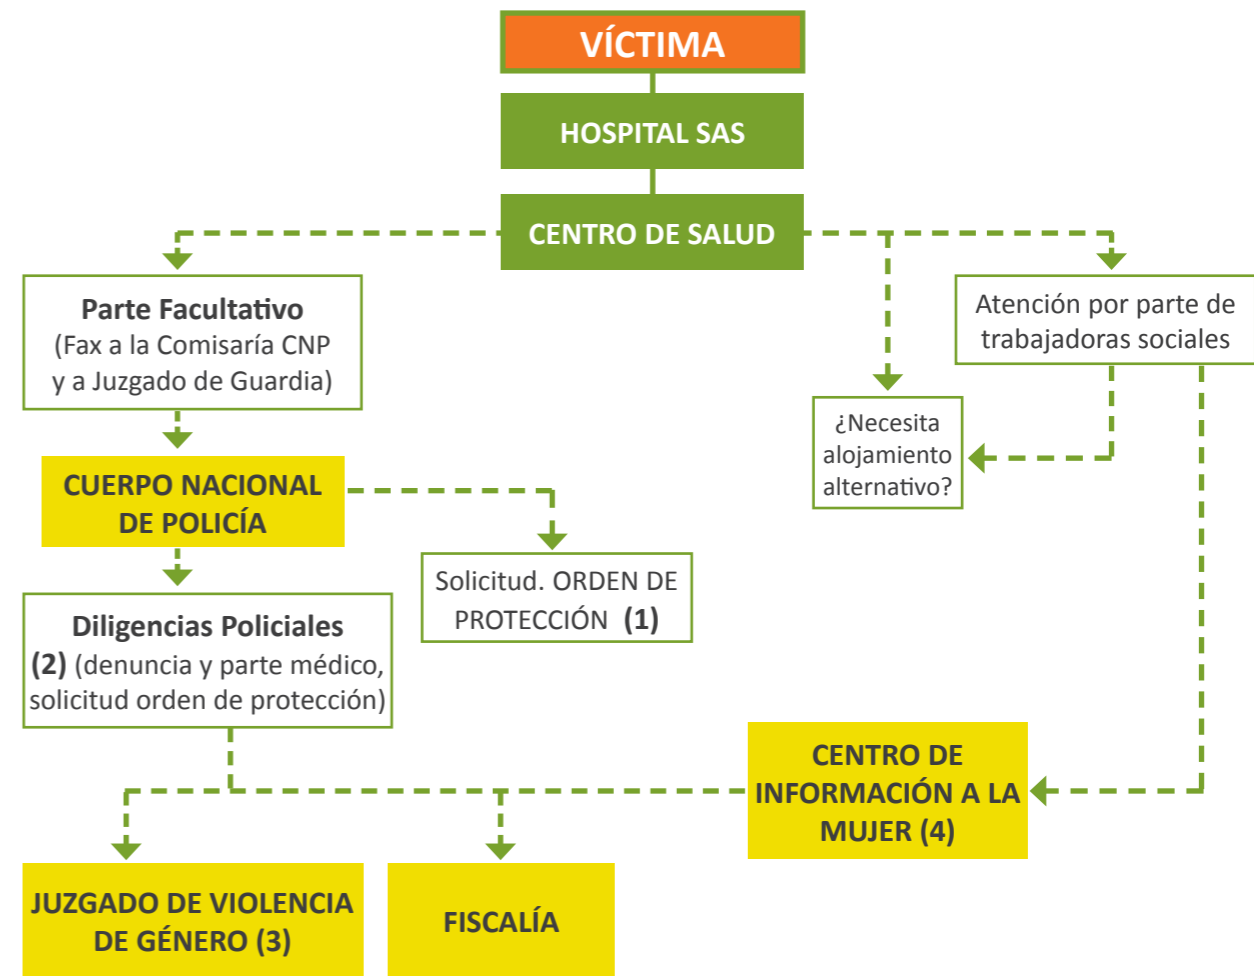 VÍCTIMA
HOSPITAL SAS
CENTRO DE SALUD
Parte Facultativo
(Fax a la Comisaría CNP
y a Juzgado de Guardia)
Atención por parte de
trabajadoras sociales
¿Necesita
alojamiento
alternativo?
CUERPO NACIONAL
DE POLICÍA
Solicitud. ORDEN DE
PROTECCIÓN (1)
Diligencias Policiales
(2) (denuncia y parte médico,
solicitud orden de protección)
CENTRO DE
INFORMACIÓN A LA
MUJER (4)
JUZGADO DE VIOLENCIA
DE GÉNERO (3)
FISCALÍA